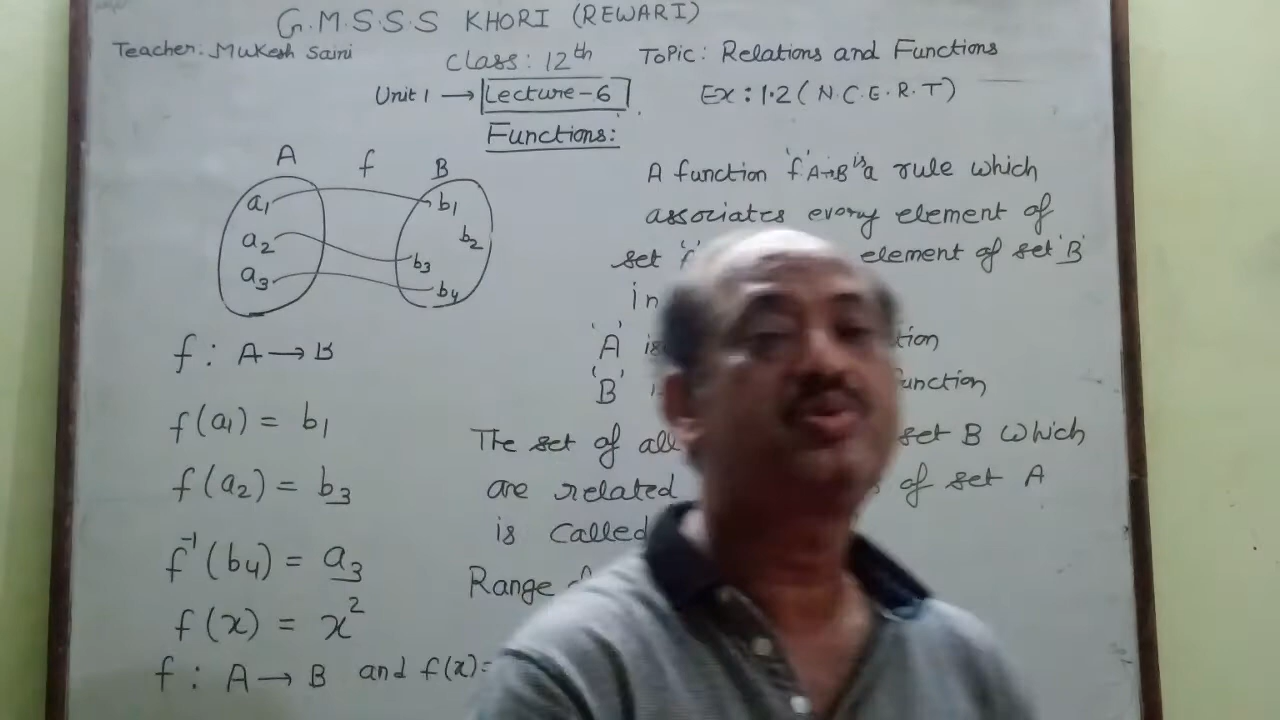 G.M.S.S.S KHORI (REWARI)
Teacher: Mukesh Saini
Class: 12th
Topic: Relations and Functions
Unit 1 → Lecture-6
Ex: 1.2 (N.C.E.R.T)
Functions:
A f B
a1 b1
a2 b2
b3
a3 b4
f : A → B
f(a1) = b1
f(a2) = b3
f⁻¹(b4) = a3
f(x) = x²
f : A → B and f(x)=
A function 'f' A→B is a rule which
associates every element of
set element of set 'B'
in
'A' is
'B' function
The set of all set B which
are related of set A
is called
Range